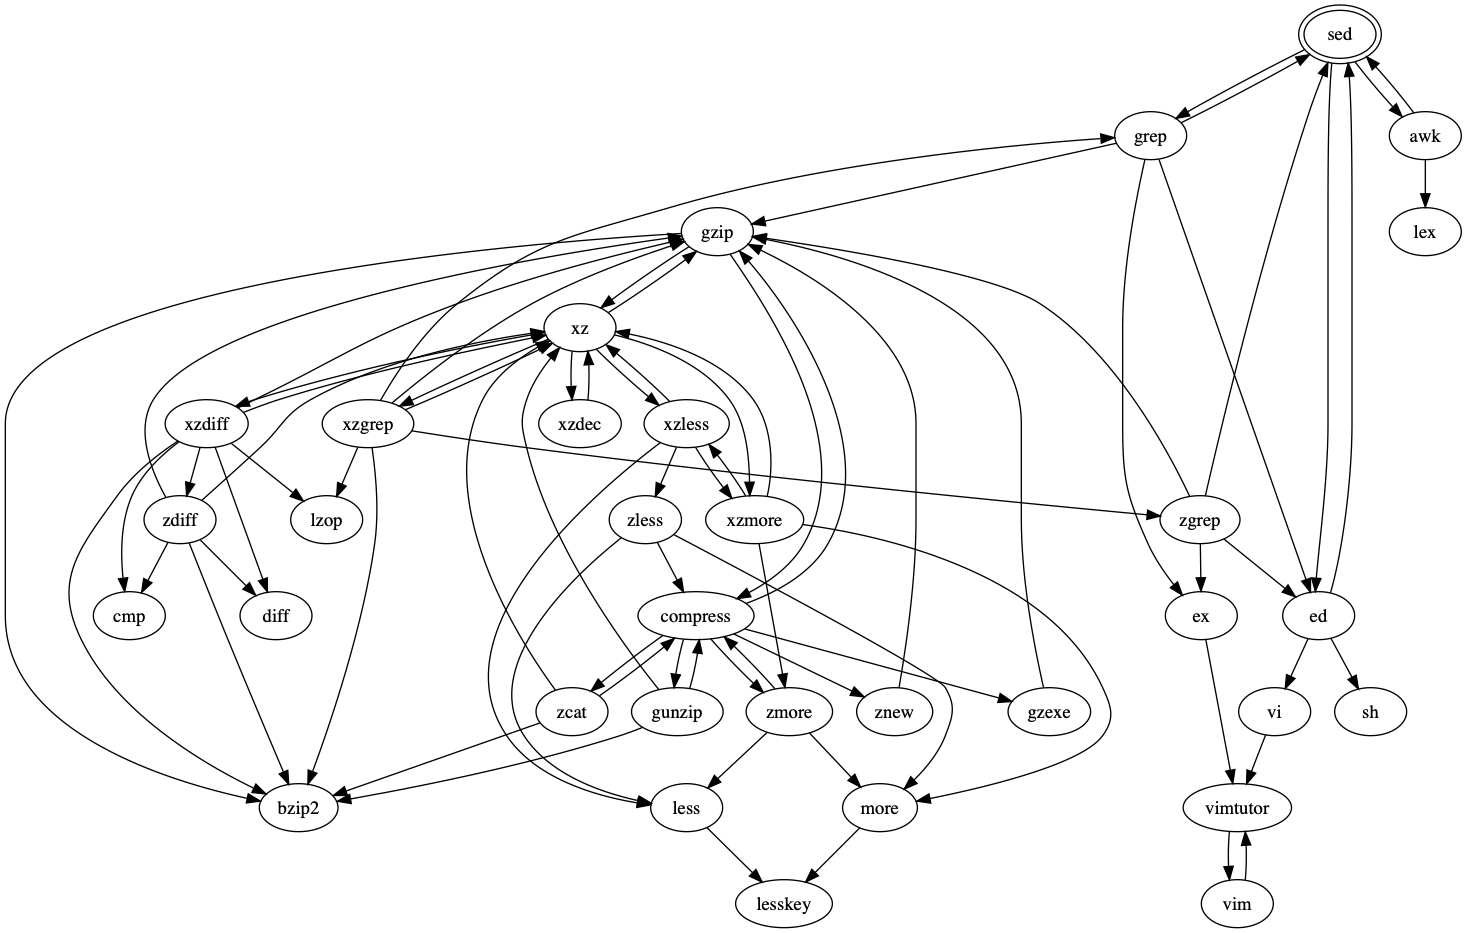 sed
grep
awk
gzip
lex
xz
xzdiff
xzgrep
xzdec
xzless
zdiff
lzop
zless
xzmore
zgrep
cmp
diff
compress
ex
ed
zcat
gunzip
zmore
znew
gzexe
vi
sh
bzip2
less
more
vimtutor
lesskey
vim